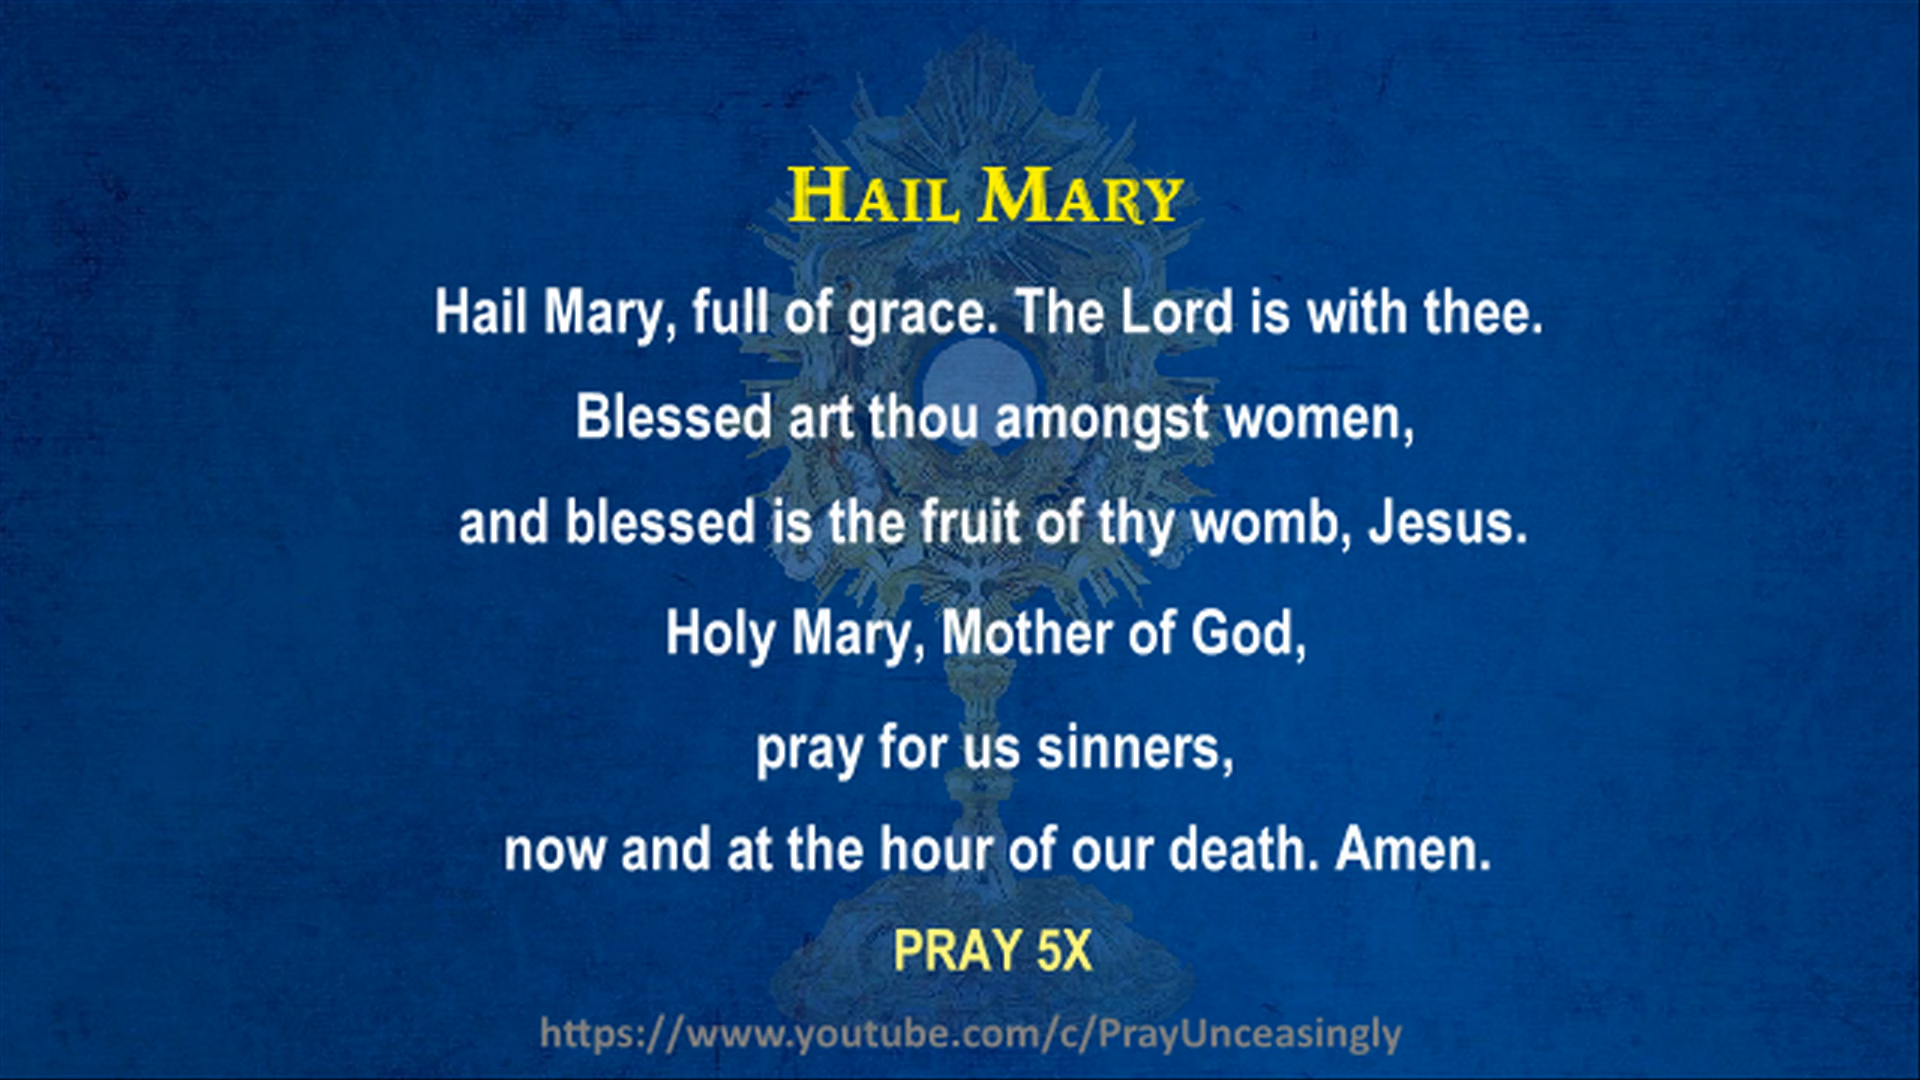 HAIL MARY
Hail Mary, full of grace. The Lord is with thee.
Blessed art thou amongst women,
and blessed is the fruit of thy womb, Jesus.
Holy Mary, Mother of God,
pray for us sinners,
now and at the hour of our death. Amen.
PRAY 5X
https://www.youtube.com/c/PrayUnceasingly